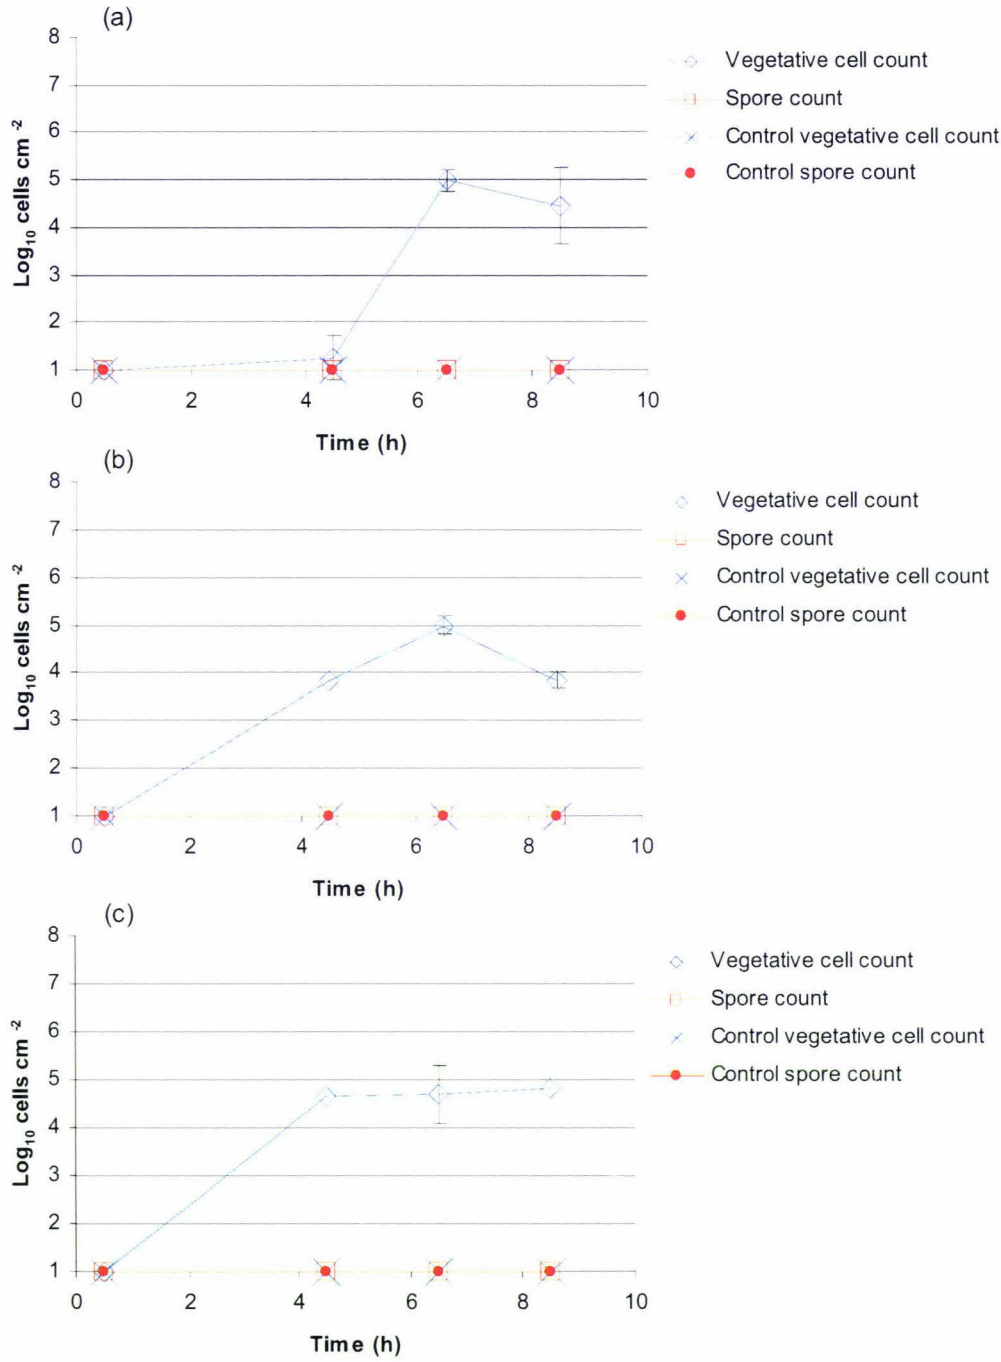 (a)
8
7
6
5
4
3
2
1
0 2 4 6 8 10
Log10 cells cm-2
Time (h)
Vegetative cell count
Spore count
Control vegetative cell count
Control spore count
(b)
8
7
6
5
4
3
2
1
0 2 4 6 8 10
Log10 cells cm-2
Time (h)
Vegetative cell count
Spore count
Control vegetative cell count
Control spore count
(c)
8
7
6
5
4
3
2
1
0 2 4 6 8 10
Log10 cells cm-2
Time (h)
Vegetative cell count
Spore count
Control vegetative cell count
Control spore count